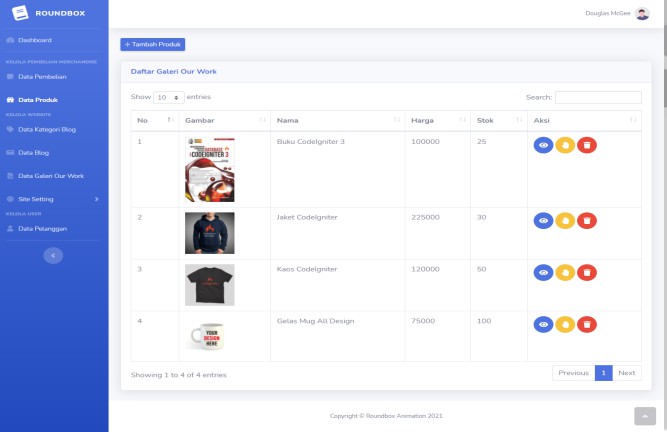 ROUNDBOX
Douglas McGee
Dashboard
KELOLA PEMBELIAN MERCHANDISE
Data Pembelian
Data Produk
KELOLA WEBSITE
Data Kategori Blog
Data Blog
Data Galeri Our Work
Site Setting
KELOLA USER
Data Pelanggan
+ Tambah Produk
Daftar Galeri Our Work
Show 10 entries
Search:
No Gambar Nama Harga Stok Aksi
1 Buku CodeIgniter 3 100000 25
CODEIGNITER 3
2 Jaket CodeIgniter 225000 30
3 Kaos CodeIgniter 120000 50
4 Gelas Mug All Design 75000 100
YOUR
DESIGN
HERE
Showing 1 to 4 of 4 entries
Previous 1 Next
Copyright © Roundbox Animation 2021